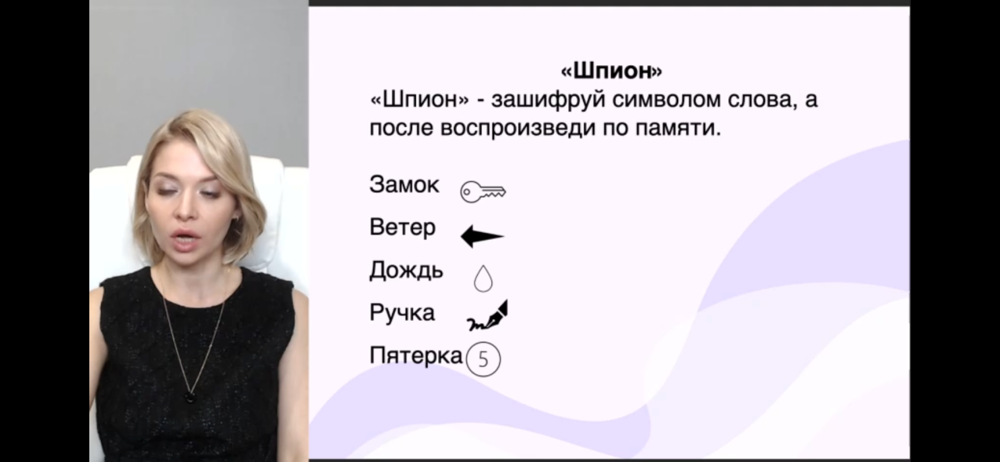 «Шпион»
«Шпион» - зашифруй символом слова, а
после воспроизведи по памяти.
Замок
Ветер
Дождь
Ручка
Пятерка 5